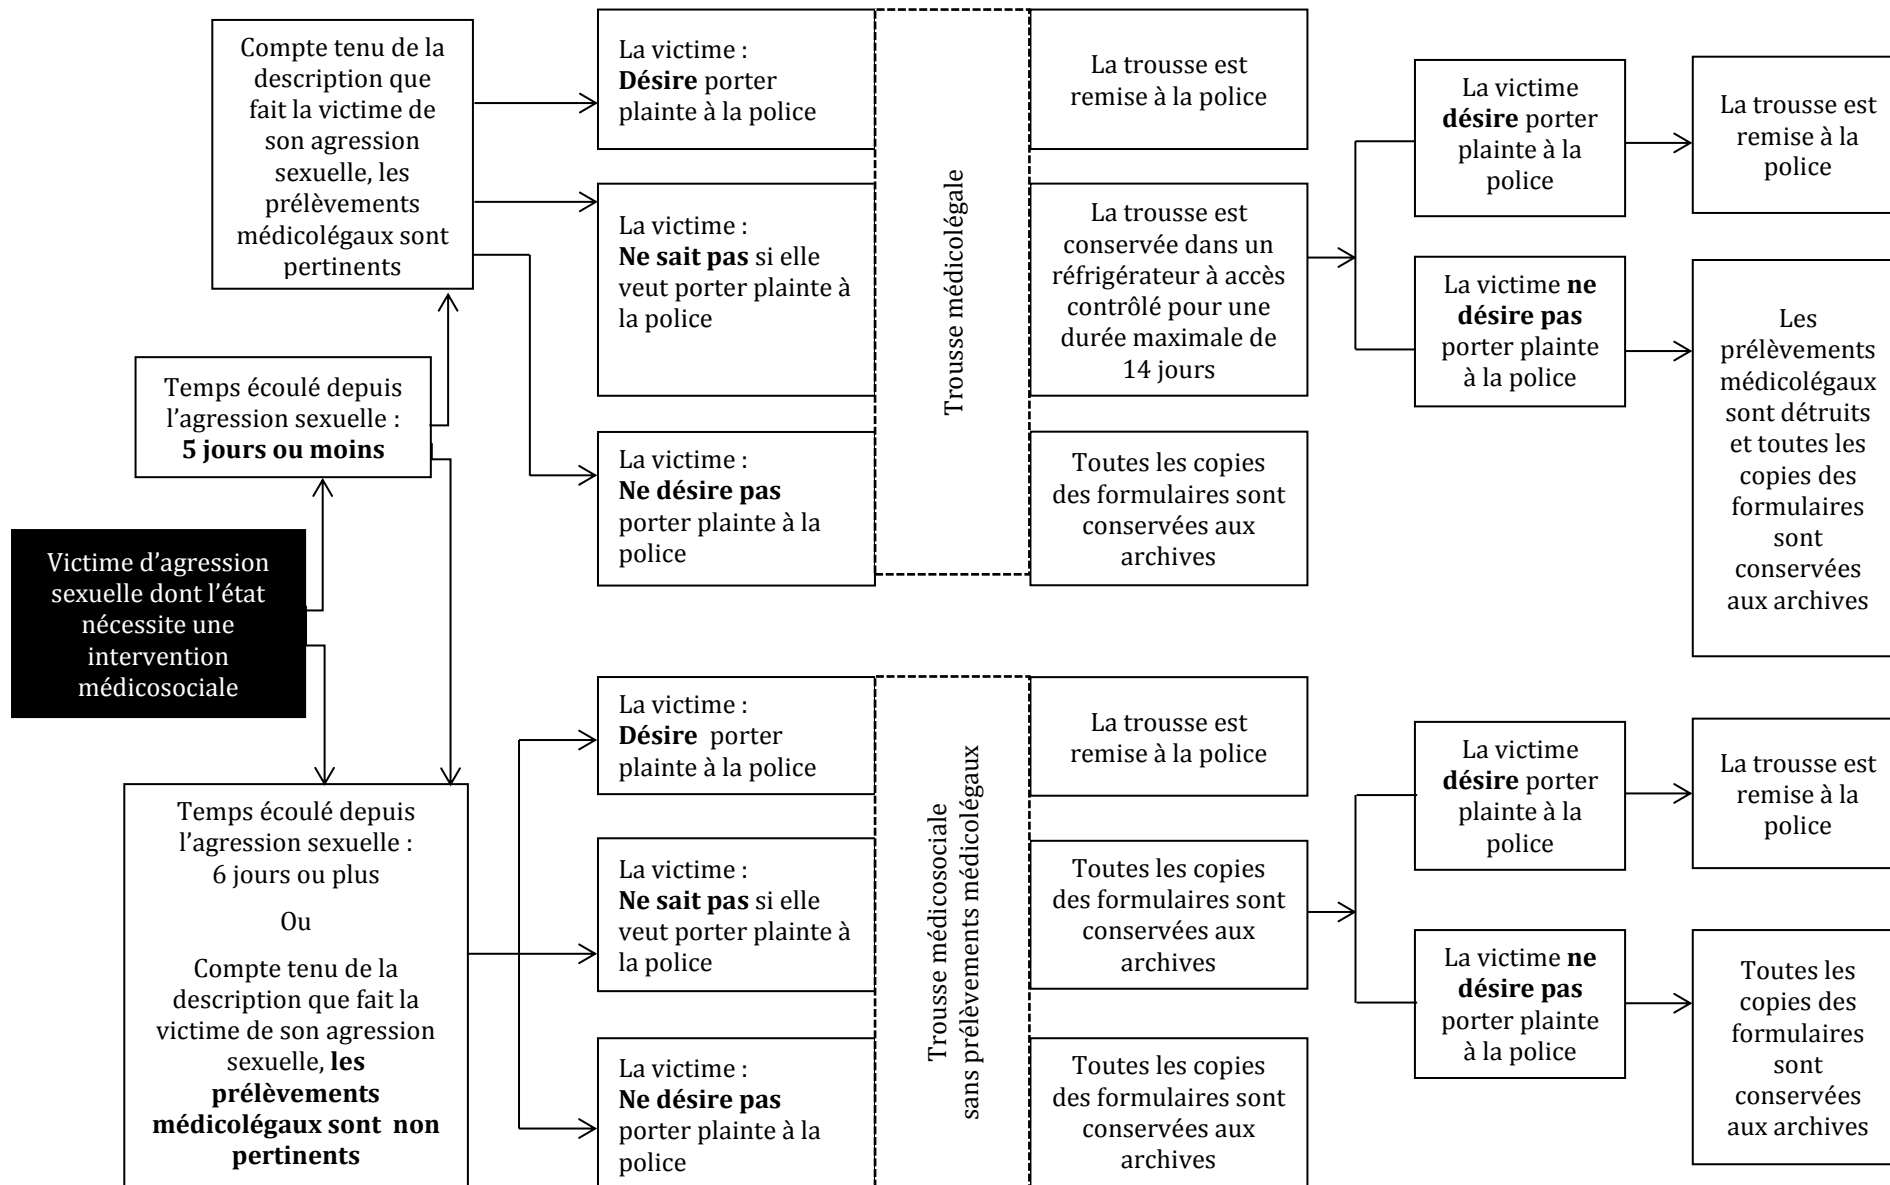 Compte tenu de la
description que
fait la victime de
son agression
sexuelle, les
prélèvements
médicolégaux sont
pertinents
La victime :
Désire porter
plainte à la police
La trousse est
remise à la police
La victime
désire porter
plainte à la
police
La trousse est
remise à la
police
La victime :
Ne sait pas si elle
veut porter plainte à
la police
Trousse médicolégale
La trousse est
conservée dans un
réfrigérateur à accès
contrôlé pour une
durée maximale de
14 jours
La victime ne
désire pas
porter plainte
à la police
Les
prélèvements
médicolégaux
sont détruits
et toutes les
copies des
formulaires
sont
conservées
aux archives
Temps écoulé depuis
l’agression sexuelle :
5 jours ou moins
La victime :
Ne désire pas
porter plainte à la
police
Toutes les copies
des formulaires sont
conservées aux
archives
Victime d’agression
sexuelle dont l’état
nécessite une
intervention
médicosociale
Temps écoulé depuis
l’agression sexuelle :
6 jours ou plus
Ou
Compte tenu de la
description que fait la
victime de son agression
sexuelle, les
prélèvements
médicolégaux sont non
pertinents
La victime :
Désire porter
plainte à la police
La trousse est
remise à la police
La victime
désire porter
plainte à la
police
La trousse est
remise à la
police
La victime :
Ne sait pas si elle
veut porter plainte à
la police
Trousse médicosociale
sans prélèvements médicolégaux
Toutes les copies
des formulaires sont
conservées aux
archives
La victime ne
désire pas
porter plainte
à la police
Toutes les
copies des
formulaires
sont
conservées
aux archives
La victime :
Ne désire pas
porter plainte à la
police
Toutes les copies
des formulaires sont
conservées aux
archives